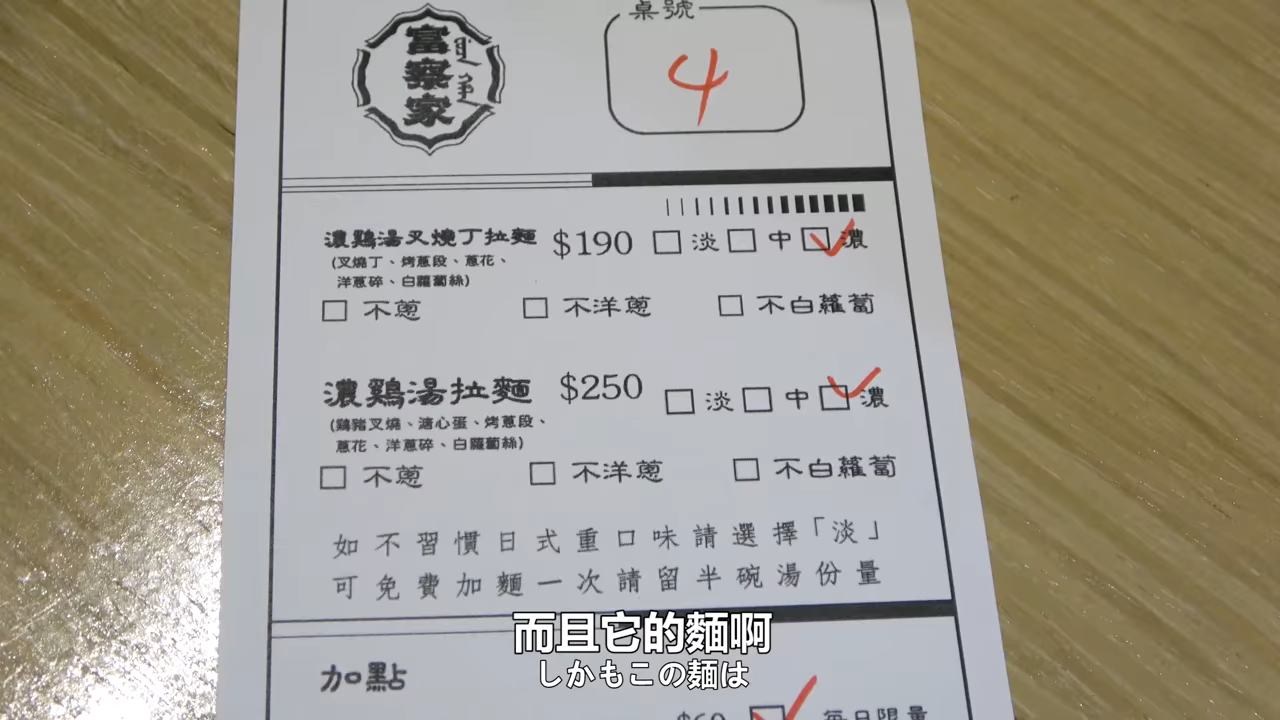 桌號
富察家
4
濃鷄湯叉燒丁拉麵 $190 □ 淡 □ 中 □ 濃
(叉燒丁、烤蔥段、蔥花、
洋蔥碎、白蘿蔔絲)
□ 不蔥 □ 不洋蔥 □ 不白蘿蔔
濃鷄湯拉麵 $250 □ 淡 □ 中 □ 濃
(鷄豬叉燒、溏心蛋、烤蔥段、
蔥花、洋蔥碎、白蘿蔔絲)
□ 不蔥 □ 不洋蔥 □ 不白蘿蔔
如不習慣日式重口味請選擇「淡」
可免費加麵一次請留半碗湯份量
而且它的麵啊
しかもこの麺は
加點
$60 □ 每日限量